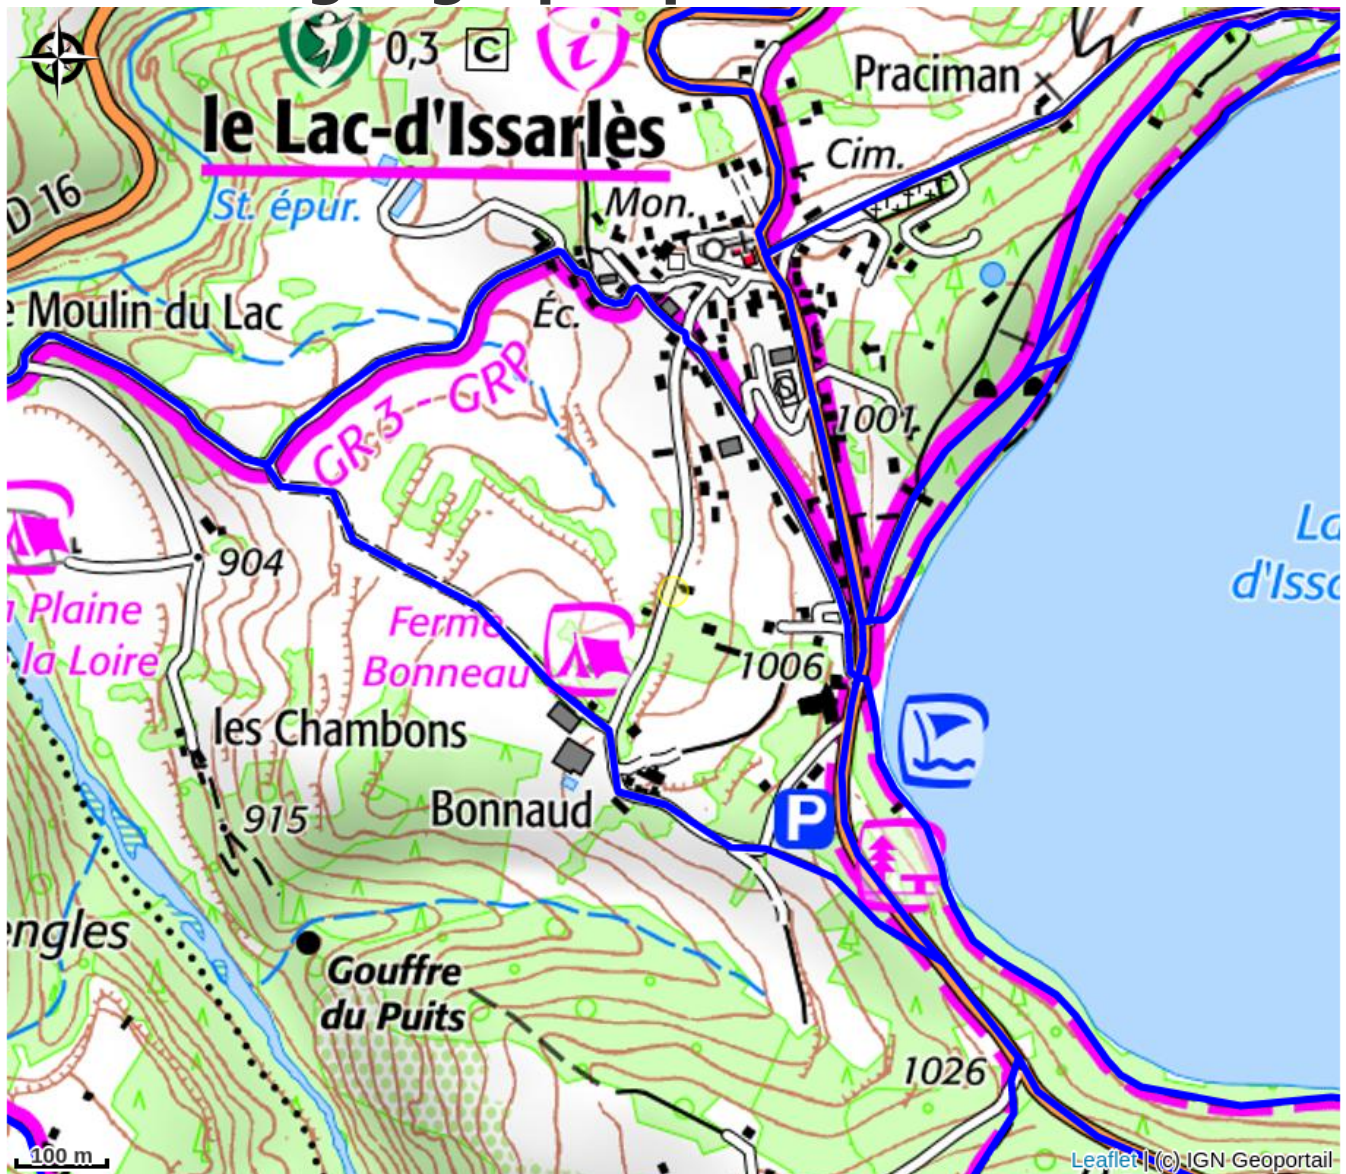 0,3 C
Praciman
le Lac-d'Issarlès
Cim.
D 16
St. épur.
Mon.
Moulin du Lac
Éc.
GR 3 - GRP
1001
904
La
d'Iss
Plaine
la Loire
Ferme
Bonneau
1006
les Chambons
915
Bonnaud
P
Gouffre
du Puits
1026
100 m
Leaflet | (c) IGN Geoportail